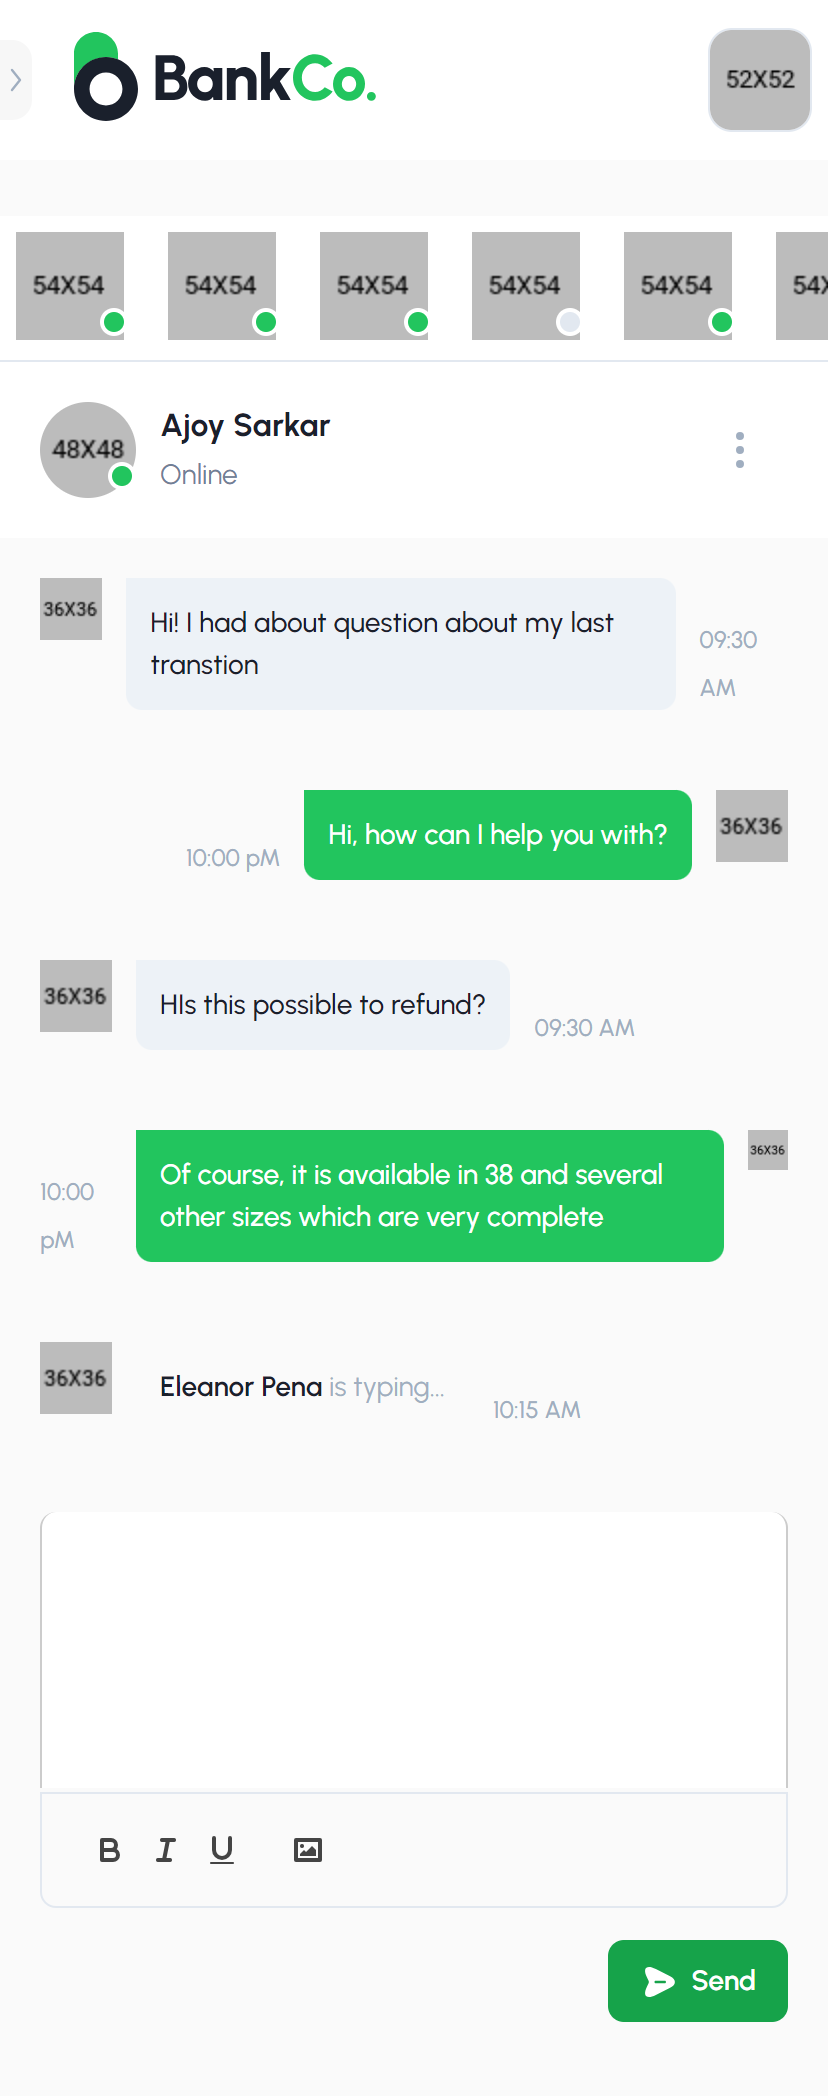 BankCo.
52X52
54X54 54X54 54X54 54X54 54X54 54X
48X48
Ajoy Sarkar
Online
36X36
Hi! I had about question about my last
transtion
09:30
AM
10:00 pM
Hi, how can I help you with?
36X36
36X36
HIs this possible to refund?
09:30 AM
10:00
pM
Of course, it is available in 38 and several
other sizes which are very complete
36X36
36X36
Eleanor Pena is typing...
10:15 AM
B I U
Send